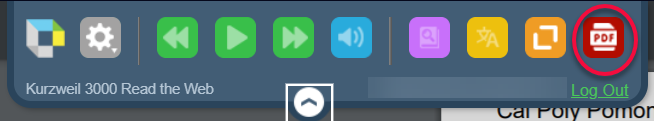 PDF
Kurzweil 3000 Read the Web
Log Out
Cal Poly Pomon